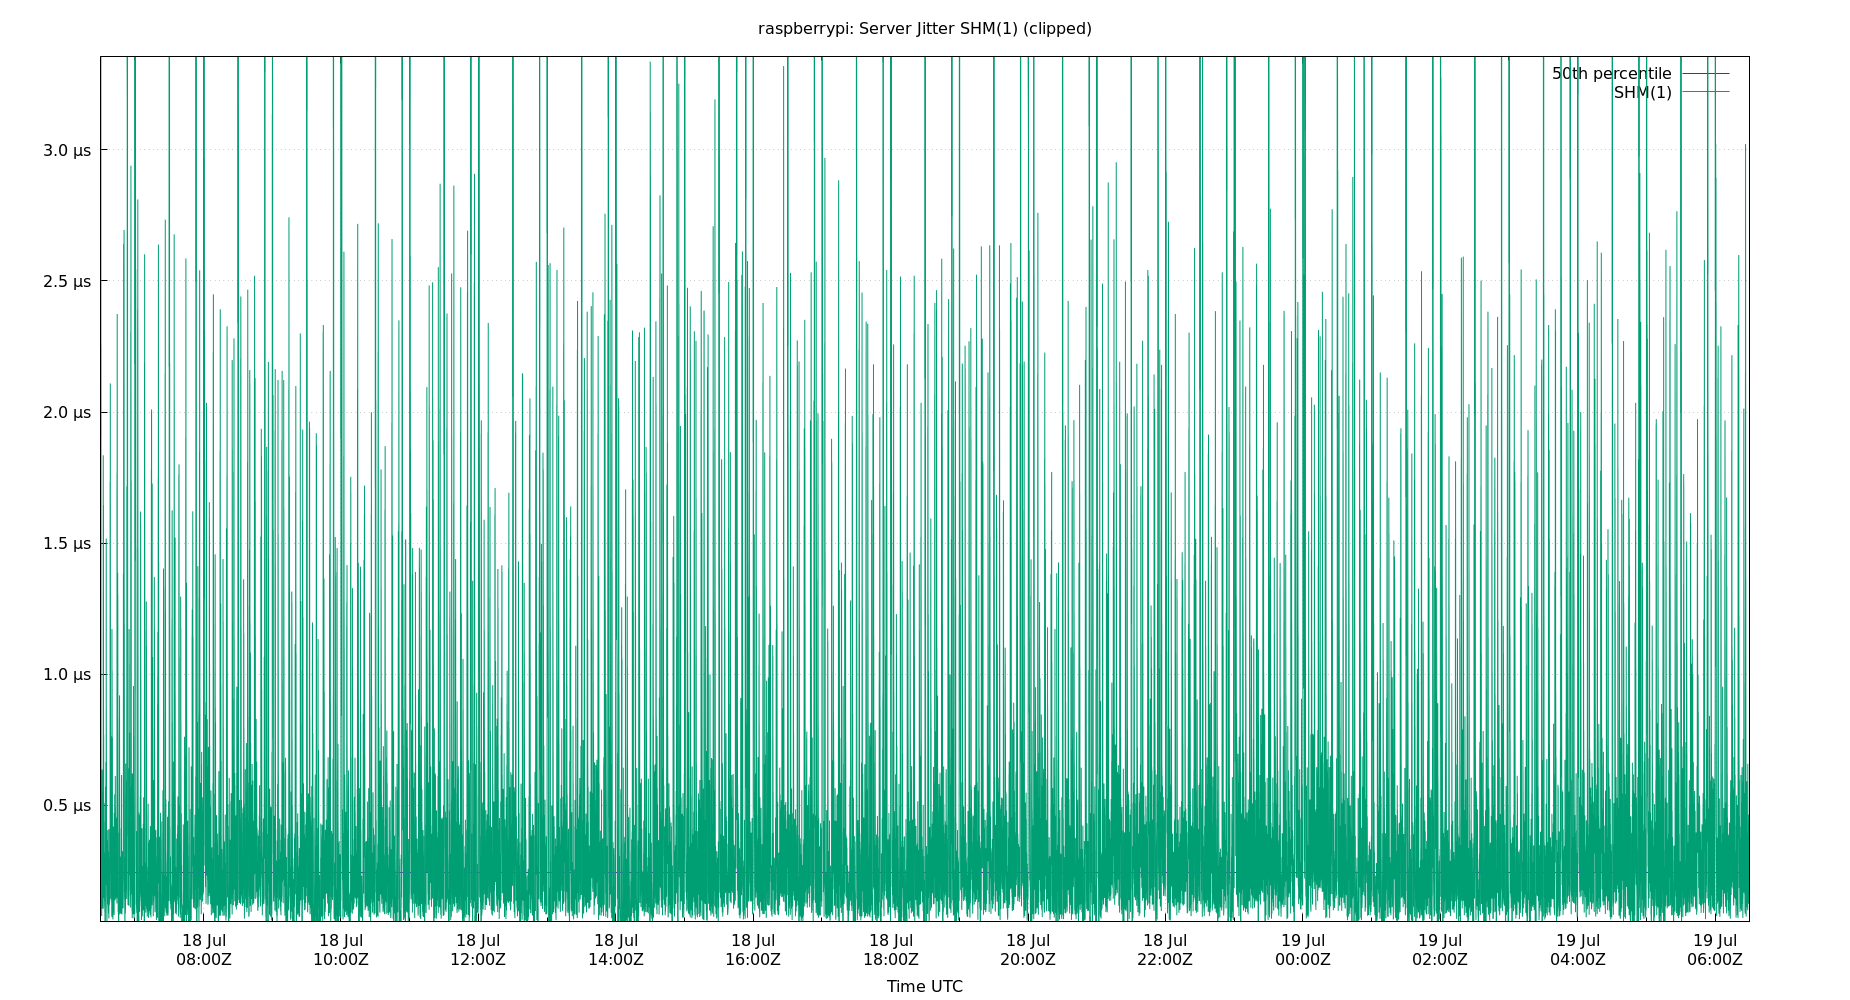 raspberrypi: Server Jitter SHM(1) (clipped)
50th percentile
SHM(1)
3.0 µs
2.5 µs
2.0 µs
1.5 µs
1.0 µs
0.5 µs
18 Jul 18 Jul 18 Jul 18 Jul 18 Jul 18 Jul 18 Jul 18 Jul 19 Jul 19 Jul 19 Jul 19 Jul
08:00Z 10:00Z 12:00Z 14:00Z 16:00Z 18:00Z 20:00Z 22:00Z 00:00Z 02:00Z 04:00Z 06:00Z
Time UTC